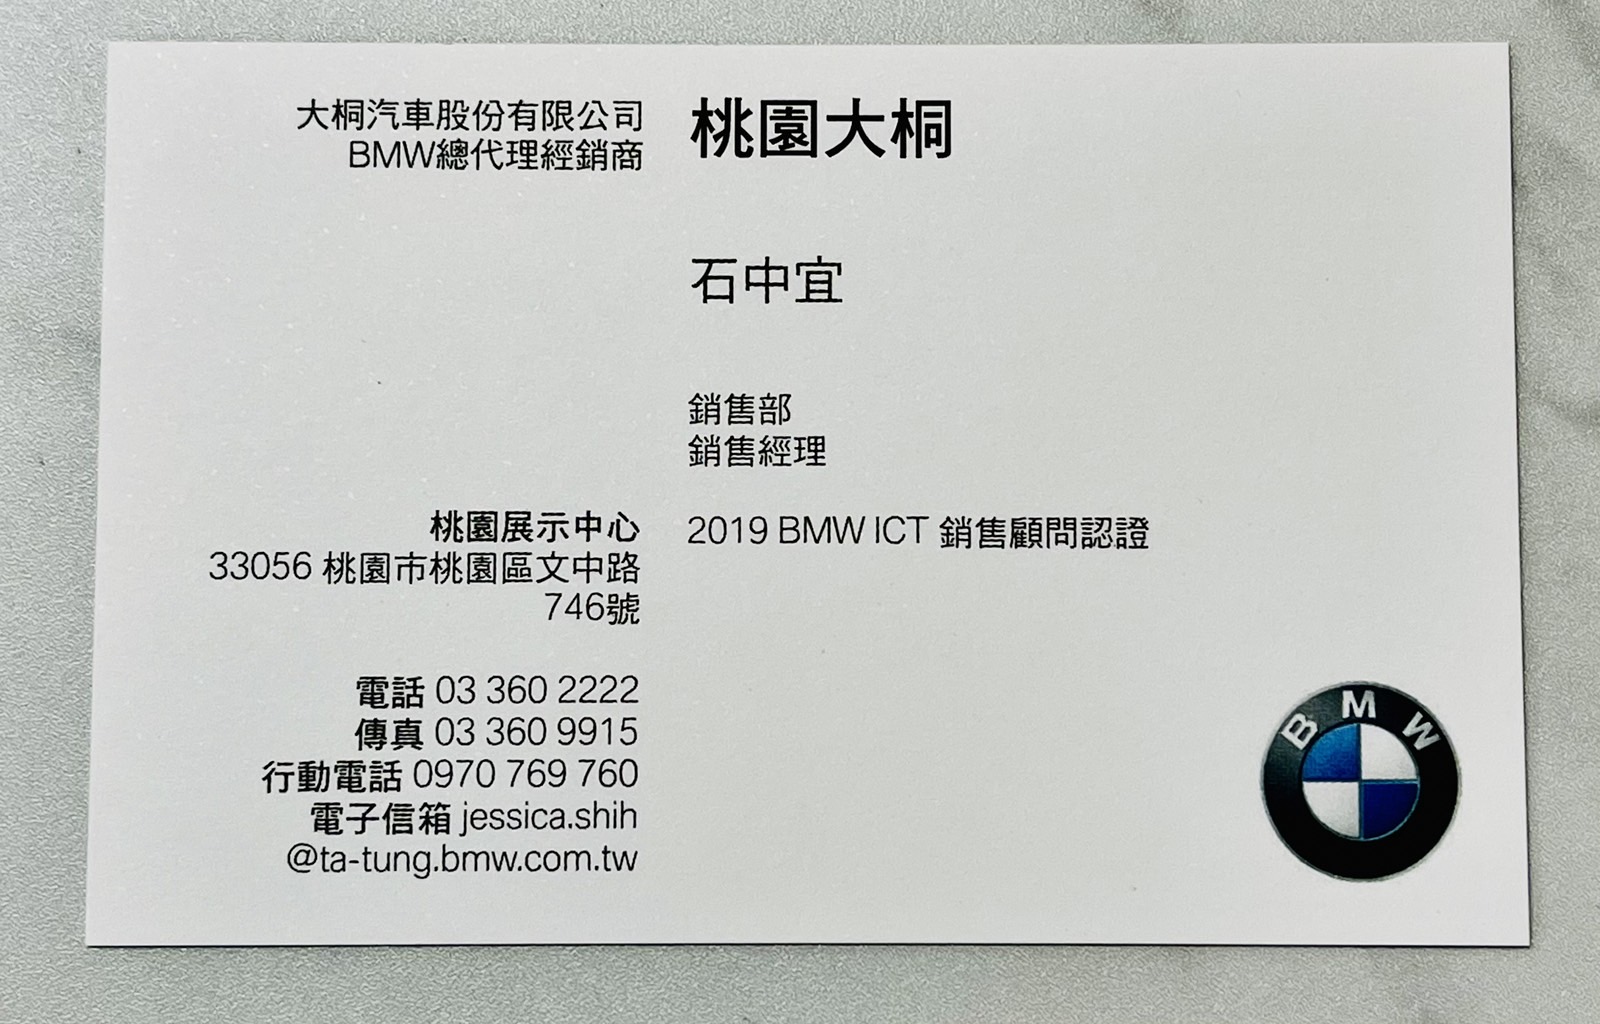 大桐汽車股份有限公司
BMW總代理經銷商
桃園大桐
石中宜
銷售部
銷售經理
2019 BMW ICT 銷售顧問認證
桃園展示中心
33056 桃園市桃園區文中路
746號
電話 03 360 2222
傳真 03 360 9915
行動電話 0970 769 760
電子信箱 jessica.shih
@ta-tung.bmw.com.tw
BMW